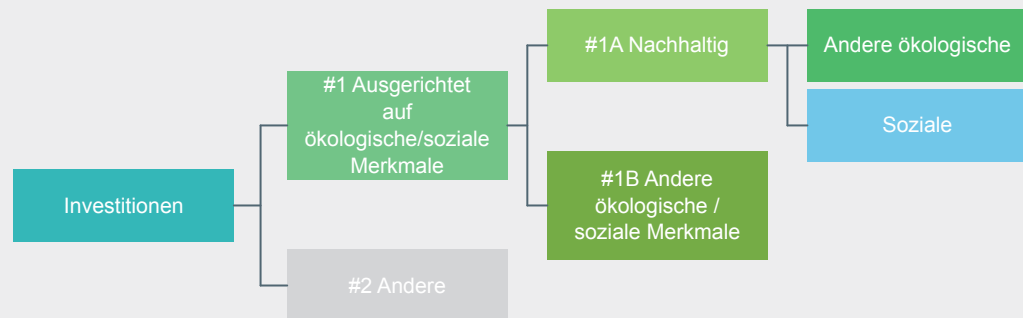 Investitionen
#1 Ausgerichtet
auf
ökologische/soziale
Merkmale
#2 Andere
#1A Nachhaltig
#1B Andere
ökologische /
soziale Merkmale
Andere ökologische
Soziale